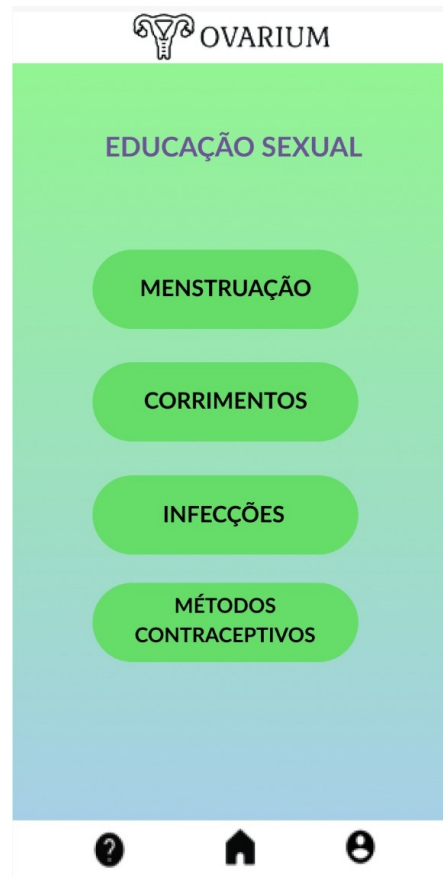 OVARIUM
EDUCAÇÃO SEXUAL
MENSTRUAÇÃO
CORRIMENTOS
INFECÇÕES
MÉTODOS
CONTRACEPTIVOS
?